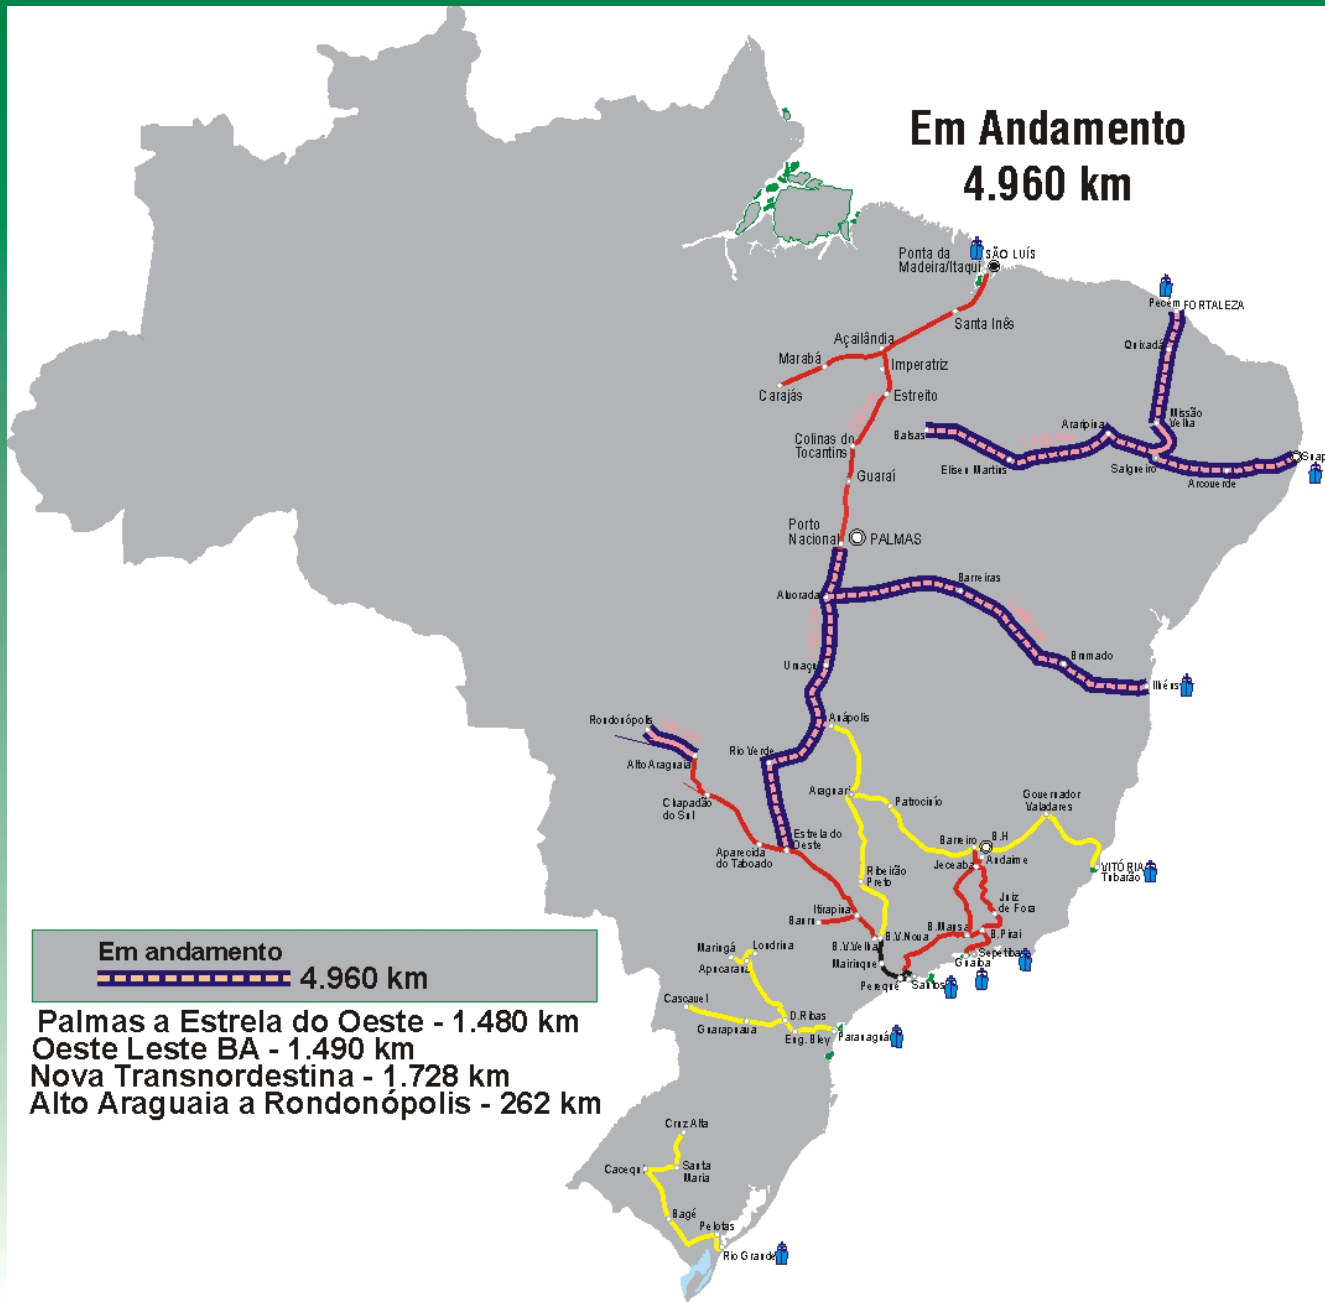 Em Andamento
4.960 km
Ponta da
Madeira/Itaqui
SÃO LUÍS
Pecém
FORTALEZA
Santa Inês
Açailândia
Quixadá
Marabá
Imperatriz
Carajás
Estreito
Missão
Velha
Araripina
Balsas
Colinas do
Tocantins
Eliseu Martins
Salgueiro
Suap
Guaraí
Arcoverde
Porto
Nacional
PALMAS
Barreiras
Alvorada
Brumado
Uruaçu
Ilhéus
Rondonópolis
Anápolis
Rio Verde
Alto Araguaia
Araguari
Patrocínio
Governador
Valadares
Chapadão
do Sul
Estrela do
Oeste
Barreiro
B.H
Aparecida
do Taboado
Jeceaba
Andaime
VITÓRIA
Tubarão
Ribeirão
Preto
Juiz
de Fora
Itirapina
Bauru
B.Mansa
B.Piraí
B.V.Nova
B.V.Velha
Maringá
Londrina
Sepetiba
Guaíba
Apucarana
Mairinque
Perequê
Santos
Cascavel
D.Ribas
Guarapuava
Eng. Bley
Paranaguá
Em andamento
4.960 km
Palmas a Estrela do Oeste - 1.480 km
Oeste Leste BA - 1.490 km
Nova Transnordestina - 1.728 km
Alto Araguaia a Rondonópolis - 262 km
Cruz Alta
Cacequi
Santa
Maria
Bagé
Pelotas
Rio Grande